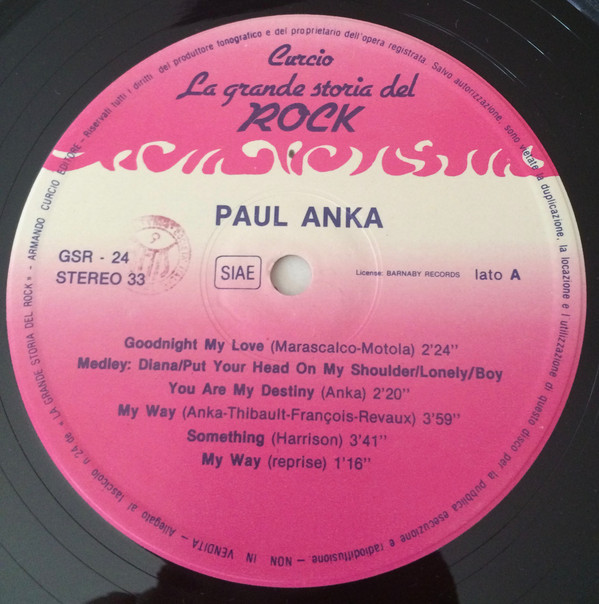 Riservati tutti i diritti del produttore fonografico e del proprietario dell'opera registrata. Salvo autorizzazione, sono vietate la duplicazione, la locazione e l'utilizzazione di questo disco per la pubblica esecuzione e radiodiffusione
Curcio
La grande storia del
ROCK
PAUL ANKA
GSR - 24
STEREO 33
SIAE
License: BARNABY RECORDS
lato A
Goodnight My Love (Marascalco-Motola) 2'24''
Medley: Diana/Put Your Head On My Shoulder/Lonely/Boy
You Are My Destiny (Anka) 2'20''
My Way (Anka-Thibault-François-Revaux) 3'59''
Something (Harrison) 3'41''
My Way (reprise) 1'16''
Allegato al fascicolo n. 24 de «LA GRANDE STORIA DEL ROCK» - ARMANDO CURCIO EDITORE -
NON IN VENDITA -